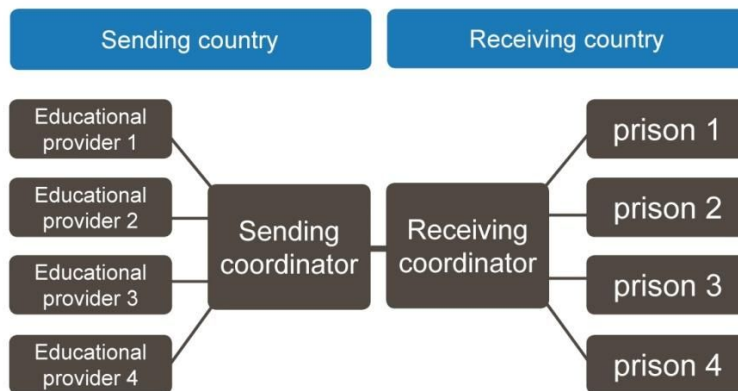 Sending country
Receiving country
Educational
provider 1
Educational
provider 2
Educational
provider 3
Educational
provider 4
Sending
coordinator
Receiving
coordinator
prison 1
prison 2
prison 3
prison 4